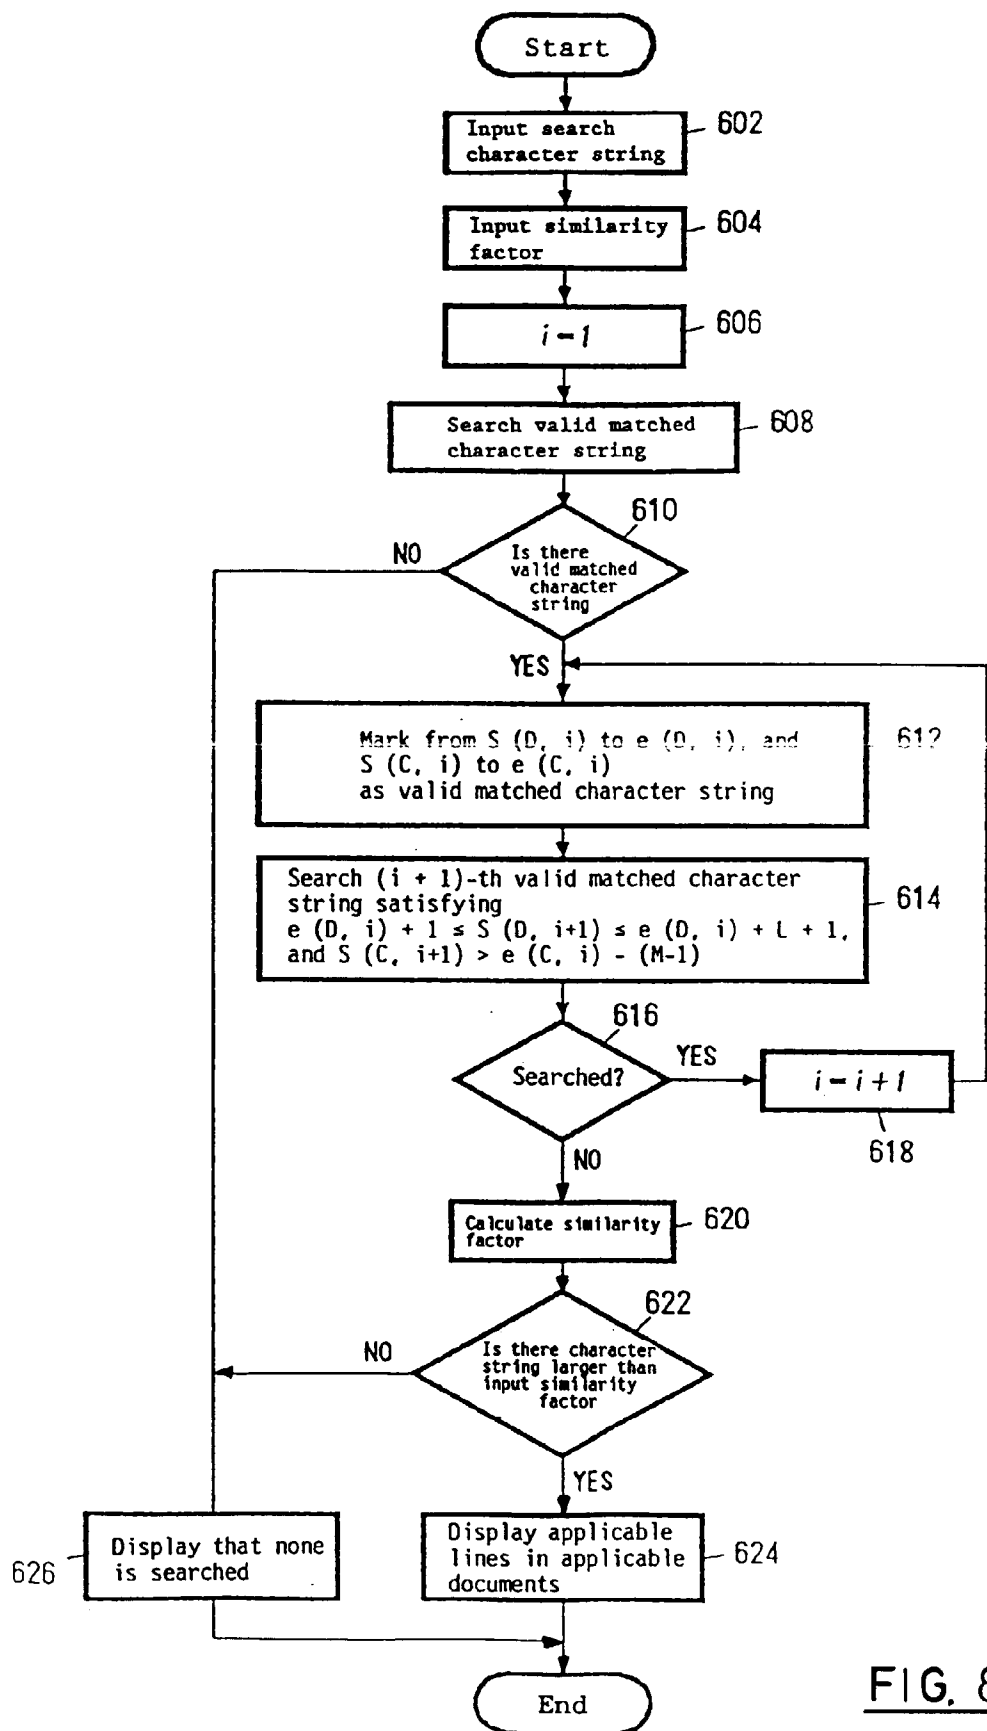 Start
Input search
character string
602
Input similarity
factor
604
i = 1
606
Search valid matched
character string
608
610
Is there
valid matched
character
string
NO
YES
Mark from S (D, i) to e (D, i), and
S (C, i) to e (C, i)
as valid matched character string
612
Search (i + 1)-th valid matched character
string satisfying
e (D, i) + 1 ≤ S (D, i+1) ≤ e (D, i) + L + 1,
and S (C, i+1) > e (C, i) - (M-1)
614
616
Searched?
YES
i = i + 1
618
NO
Calculate similarity
factor
620
622
Is there character
string larger than
input similarity
factor
NO
YES
Display that none
is searched
626
Display applicable
lines in applicable
documents
624
End
FIG. 8